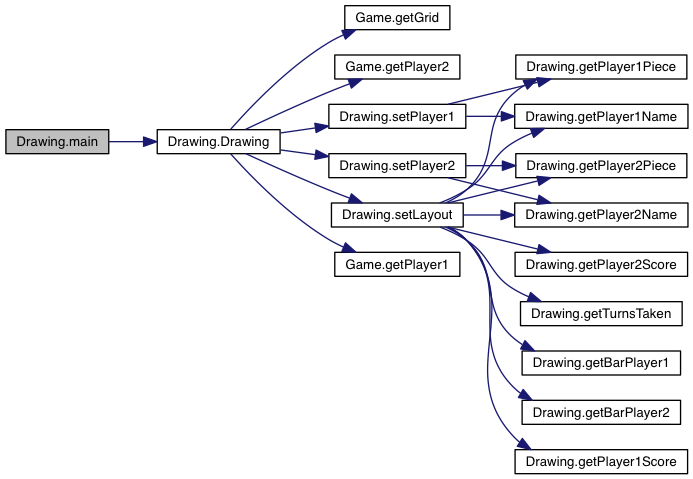 Drawing.main
Drawing.Drawing
Game.getGrid
Game.getPlayer2
Drawing.setPlayer1
Drawing.setPlayer2
Drawing.setLayout
Game.getPlayer1
Drawing.getPlayer1Piece
Drawing.getPlayer1Name
Drawing.getPlayer2Piece
Drawing.getPlayer2Name
Drawing.getPlayer2Score
Drawing.getTurnsTaken
Drawing.getBarPlayer1
Drawing.getBarPlayer2
Drawing.getPlayer1Score